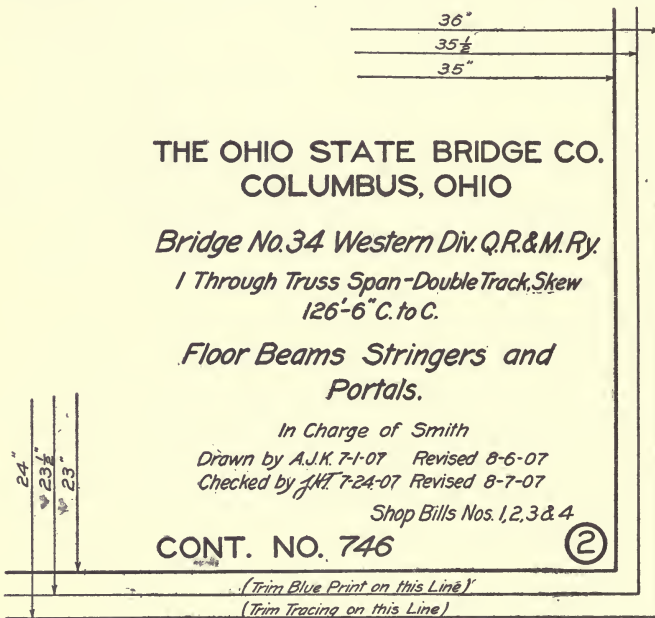 36"
35½
35"
THE OHIO STATE BRIDGE CO.
COLUMBUS, OHIO
Bridge No.34 Western Div. Q.R.&M.Ry.
1 Through Truss Span-Double Track, Skew
126'-6" C. to C.
Floor Beams Stringers and
Portals.
In Charge of Smith
Drawn by A.J.K. 7-1-07 Revised 8-6-07
Checked by 7-24-07 Revised 8-7-07
Shop Bills Nos. 1,2,3 & 4
CONT. NO. 746 2
24"
23½"
23"
(Trim Blue Print on this Line)
(Trim Tracing on this Line)